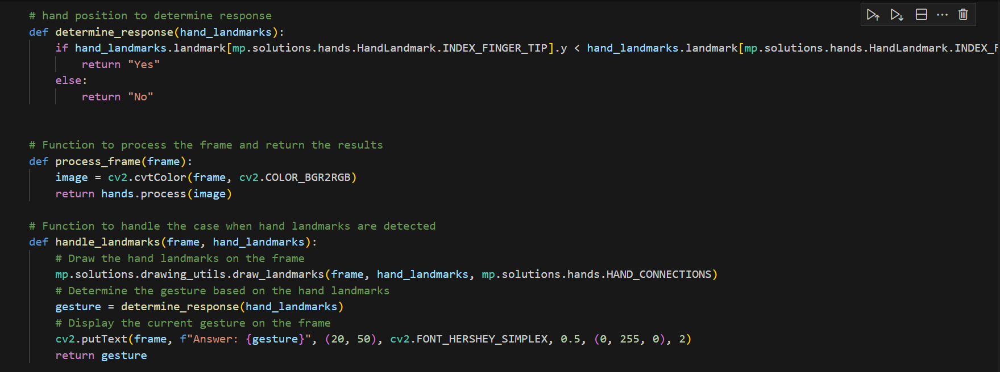 # hand position to determine response
def determine_response(hand_landmarks):
    if hand_landmarks.landmark[mp.solutions.hands.HandLandmark.INDEX_FINGER_TIP].y < hand_landmarks.landmark[mp.solutions.hands.HandLandmark.INDEX_F
        return "Yes"
    else:
        return "No"
# Function to process the frame and return the results
def process_frame(frame):
    image = cv2.cvtColor(frame, cv2.COLOR_BGR2RGB)
    return hands.process(image)
# Function to handle the case when hand landmarks are detected
def handle_landmarks(frame, hand_landmarks):
    # Draw the hand landmarks on the frame
    mp.solutions.drawing_utils.draw_landmarks(frame, hand_landmarks, mp.solutions.hands.HAND_CONNECTIONS)
    # Determine the gesture based on the hand landmarks
    gesture = determine_response(hand_landmarks)
    # Display the current gesture on the frame
    cv2.putText(frame, f"Answer: {gesture}", (20, 50), cv2.FONT_HERSHEY_SIMPLEX, 0.5, (0, 255, 0), 2)
    return gesture